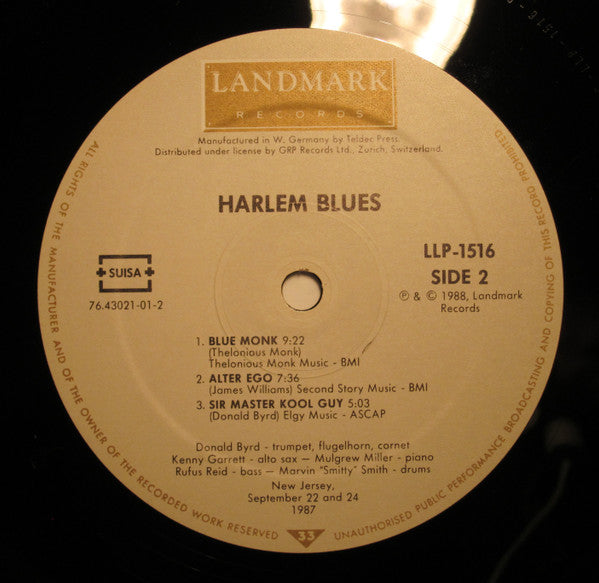 LANDMARK
RECORDS
Manufactured in W. Germany by Teldec Press.
Distributed under license by GRP Records Ltd., Zurich, Switzerland.
HARLEM BLUES
SUISA
76.43021-01-2
LLP-1516
SIDE 2
℗ & © 1988, Landmark
Records
1. BLUE MONK 9:22
(Thelonious Monk)
Thelonious Monk Music - BMI
2. ALTER EGO 7:36
(James Williams) Second Story Music - BMI
3. SIR MASTER KOOL GUY 5:03
(Donald Byrd) Elgy Music - ASCAP
Donald Byrd - trumpet, flugelhorn, cornet
Kenny Garrett - alto sax — Mulgrew Miller - piano
Rufus Reid - bass — Marvin "Smitty" Smith - drums
New Jersey,
September 22 and 24
1987
ALL RIGHTS OF THE MANUFACTURER AND OF THE OWNER OF THE RECORDED WORK RESERVED
33
UNAUTHORISED PUBLIC PERFORMANCE BROADCASTING AND COPYING OF THIS RECORD PROHIBITED